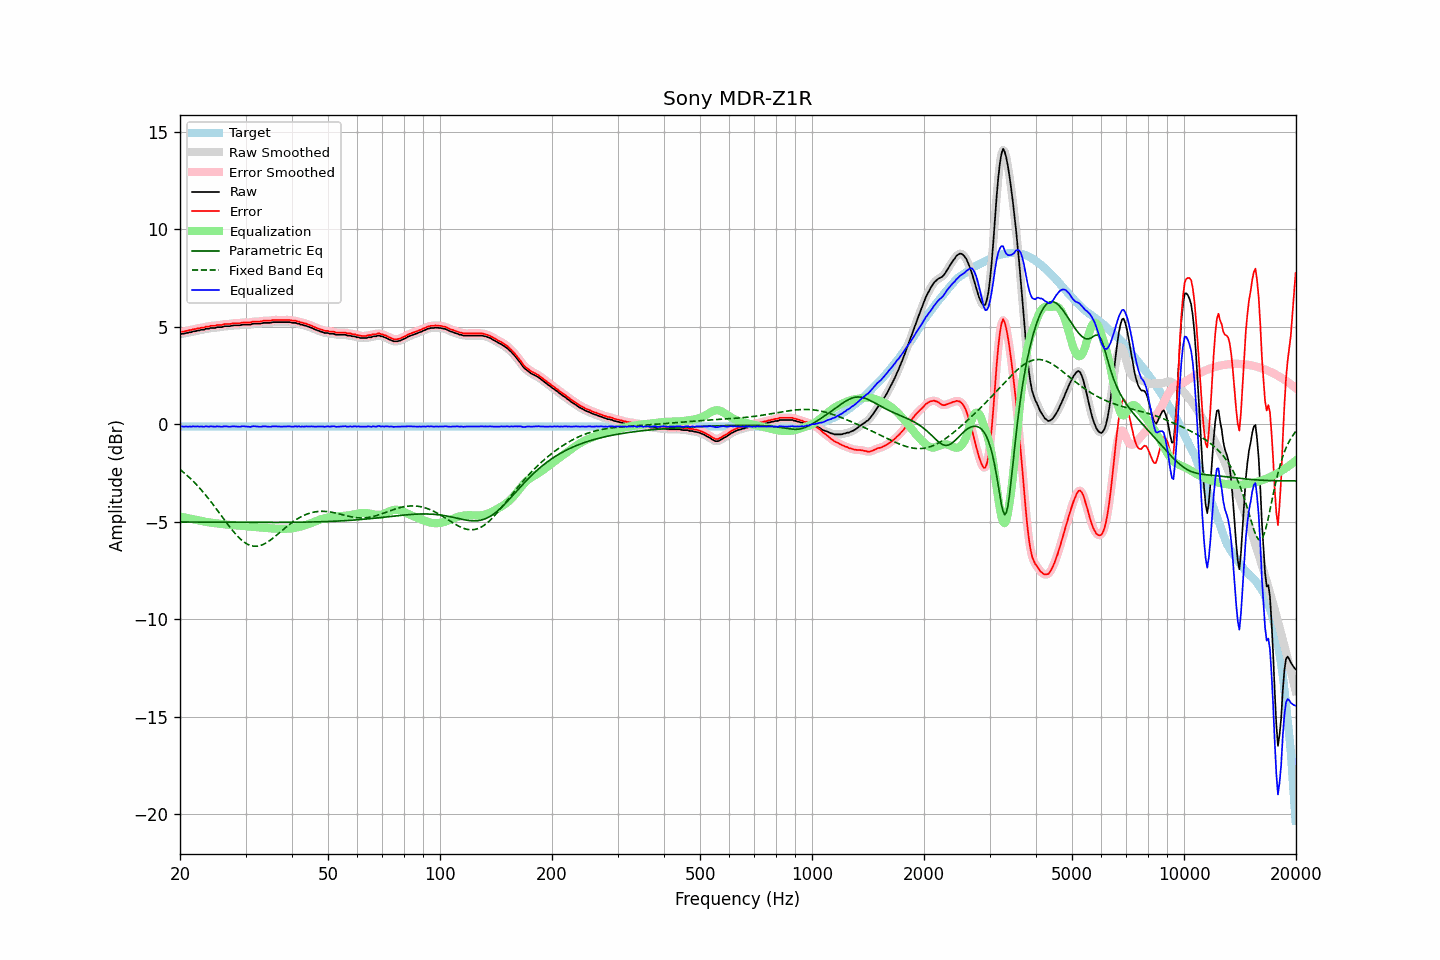 Sony MDR-Z1R
15
10
5
0
−5
−10
−15
−20
Amplitude (dBr)
Target
Raw Smoothed
Error Smoothed
Raw
Error
Equalization
Parametric Eq
Fixed Band Eq
Equalized
20 50 100 200 500 1000 2000 5000 10000 20000
Frequency (Hz)